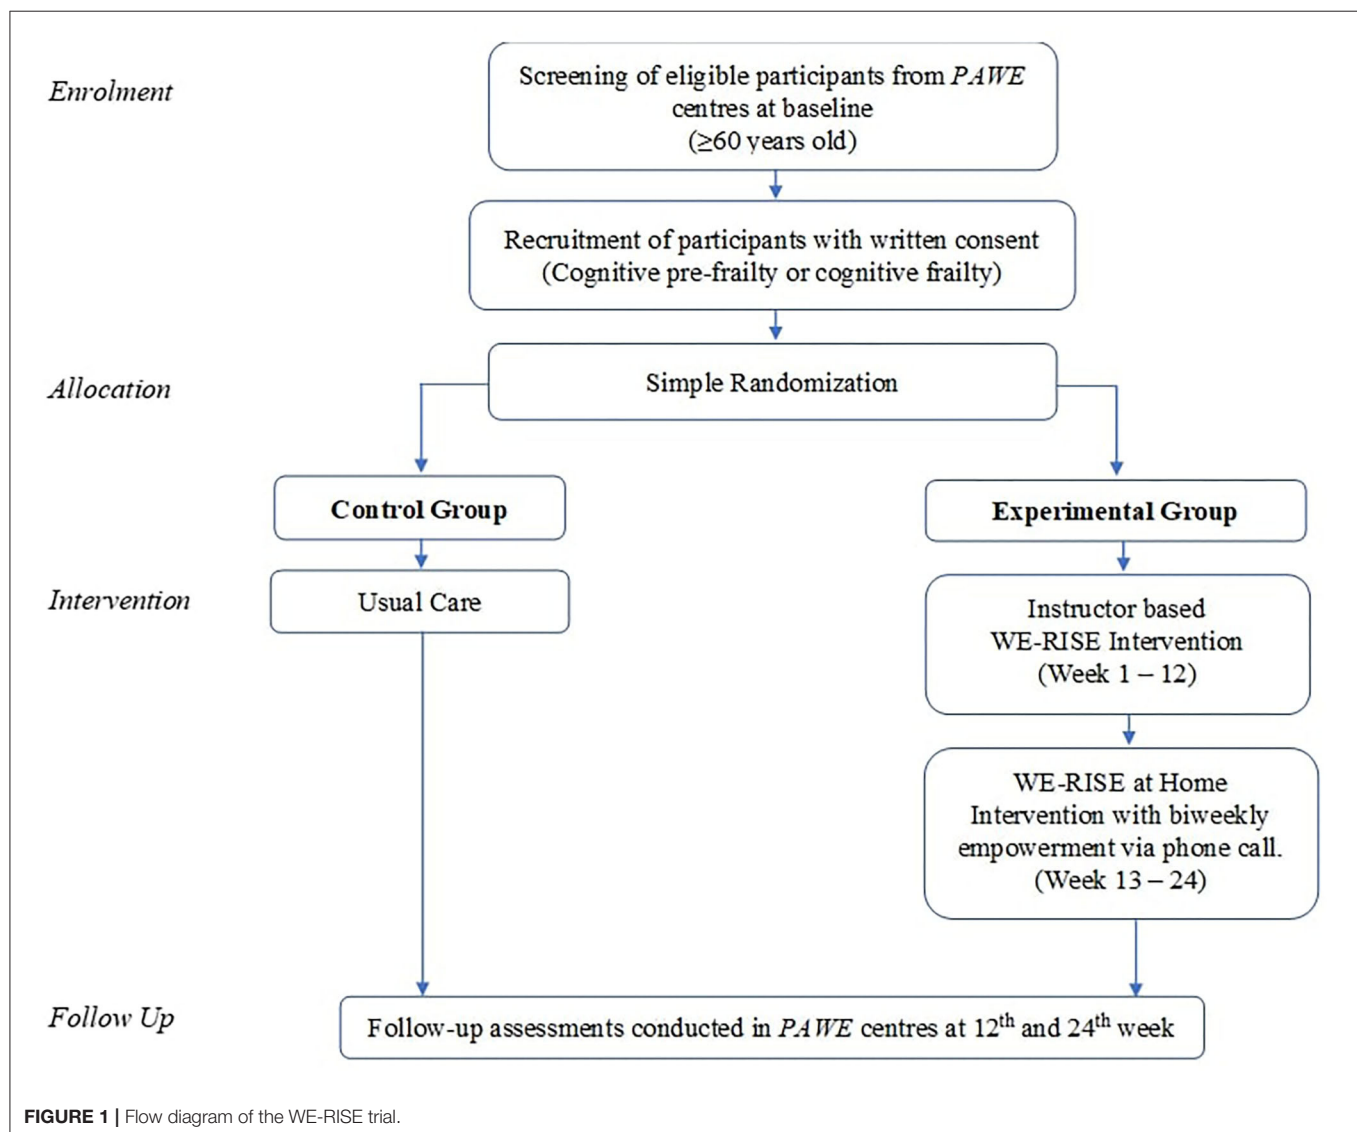 Enrolment
Screening of eligible participants from PAWE
centres at baseline
(≥60 years old)
Recruitment of participants with written consent
(Cognitive pre-frailty or cognitive frailty)
Allocation
Simple Randomization
Control Group
Experimental Group
Intervention
Usual Care
Instructor based
WE-RISE Intervention
(Week 1 – 12)
WE-RISE at Home
Intervention with biweekly
empowerment via phone call.
(Week 13 – 24)
Follow Up
Follow-up assessments conducted in PAWE centres at 12th and 24th week
FIGURE 1 | Flow diagram of the WE-RISE trial.